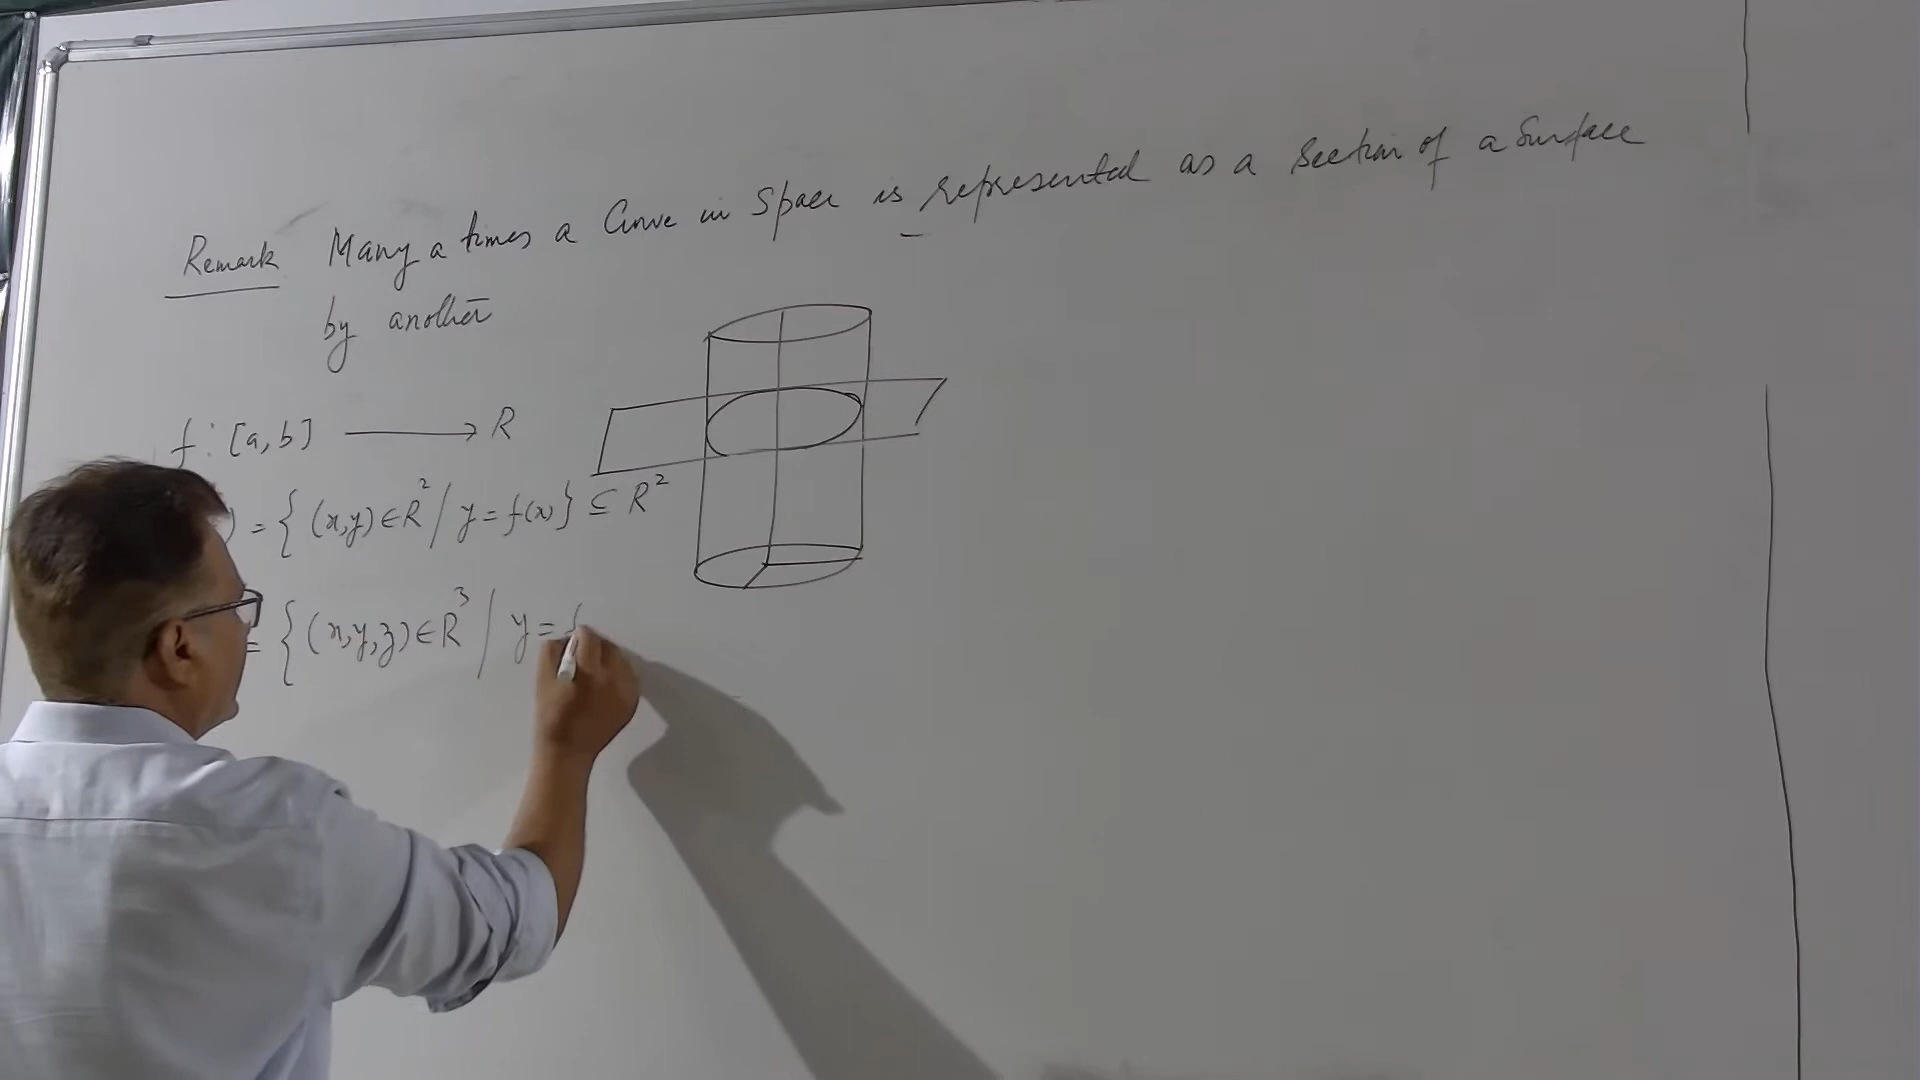 Remark Many a times a Curve in Space is represented as a Section of a Surface
by another
f : [a, b] ⟶ R
) = { (x,y) ∈ R² / y = f(x) } ⊆ R²
= { (x,y,z) ∈ R³ / y = f